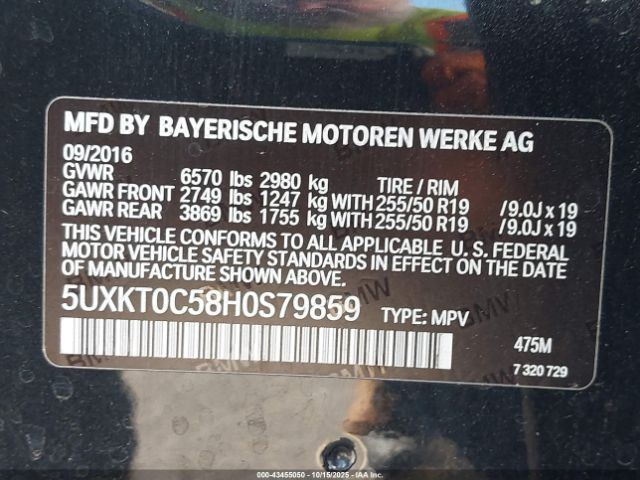 MFD BY BAYERISCHE MOTOREN WERKE AG
09/2016
GVWR 6570 lbs 2980 kg TIRE / RIM
GAWR FRONT 2749 lbs 1247 kg WITH 255/50 R19 /9.0J x 19
GAWR REAR 3869 lbs 1755 kg WITH 255/50 R19 /9.0J x 19
THIS VEHICLE CONFORMS TO ALL APPLICABLE U.S. FEDERAL
MOTOR VEHICLE SAFETY STANDARDS IN EFFECT ON THE DATE
OF MANUFACTURE SHOWN ABOVE.
5UXKT0C58H0S79859 TYPE: MPV
475M
7 320 729
000-43455050 | 10/15/2025 | IAA Inc.